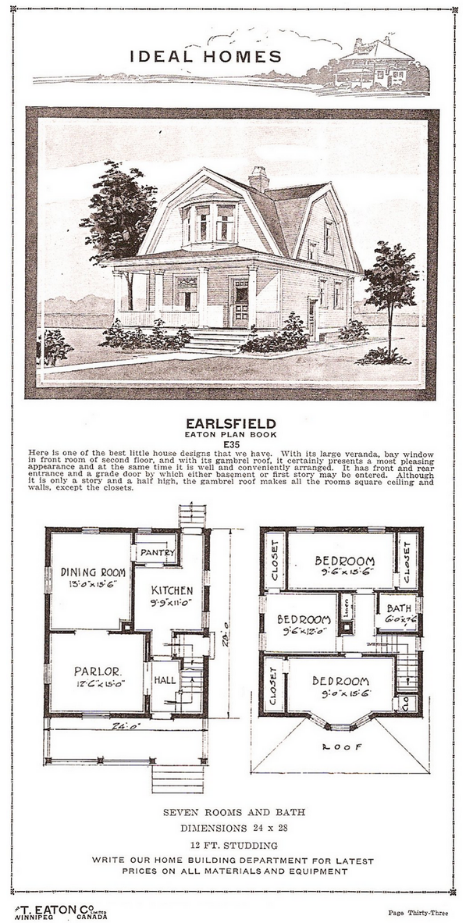 IDEAL HOMES
EARLSFIELD
EATON PLAN BOOK
E35
Here is one of the best little house designs that we have. With its large veranda, bay window
in front room of second floor, and with its gambrel roof, it certainly presents a most pleasing
appearance and at the same time it is well and conveniently arranged. It has front and rear
entrance and a grade door by which either basement or first story may be entered. Although
it is only a story and a half high, the gambrel roof makes all the rooms square ceiling and
walls, except the closets.
PANTRY
DINING ROOM
13'-0"x15'-6"
KITCHEN
9'-9"x11'-0"
PARLOR.
12'-6"x15'-0"
HALL
24'-0"
28'-0"
CLOSET
BEDROOM
9'-6"x15'-6"
CLOSET
BEDROOM
9'-6"x12'-0"
Linen
BATH
CLOSET
BEDROOM
9'-0"x15'-6"
ROOF
SEVEN ROOMS AND BATH
DIMENSIONS 24 x 28
12 FT. STUDDING
WRITE OUR HOME BUILDING DEPARTMENT FOR LATEST
PRICES ON ALL MATERIALS AND EQUIPMENT
T. EATON Co. LIMITED
WINNIPEG CANADA
Page Thirty-Three